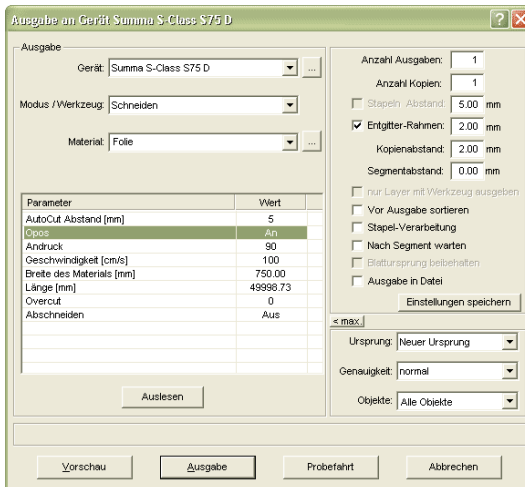 Ausgabe an Gerät Summa S-Class S75 D
Ausgabe
Gerät: Summa S-Class S75 D ...
Modus / Werkzeug: Schneiden
Material: Folie ...
Parameter Wert
AutoCut Abstand [mm] 5
Opos An
Andruck 90
Geschwindigkeit [cm/s] 100
Breite des Materials [mm] 750.00
Länge [mm] 49998.73
Overcut 0
Abschneiden Aus
Auslesen
Anzahl Ausgaben: 1
Anzahl Kopien: 1
Stapeln Abstand: 5.00 mm
Entgitter-Rahmen: 2.00 mm
Kopienabstand: 2.00 mm
Segmentabstand: 0.00 mm
nur Layer mit Werkzeug ausgeben
Vor Ausgabe sortieren
Stapel-Verarbeitung
Nach Segment warten
Blattursprung beibehalten
Ausgabe in Datei
Einstellungen speichern
< max.
Ursprung: Neuer Ursprung
Genauigkeit: normal
Objekte: Alle Objekte
Vorschau Ausgabe Probefahrt Abbrechen